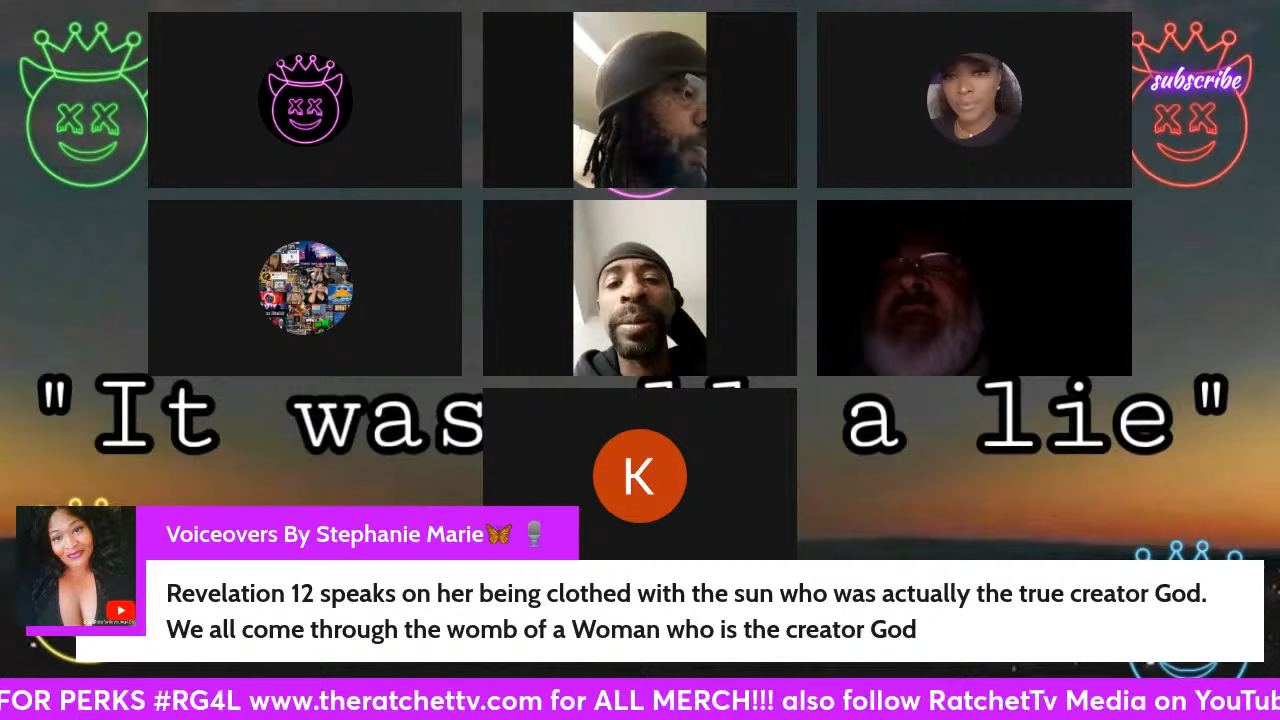 subscribe
"It was a lie"
K
Voiceovers By Stephanie Marie🦋 🎙
Revelation 12 speaks on her being clothed with the sun who was actually the true creator God.
We all come through the womb of a Woman who is the creator God
FOR PERKS #RG4L www.theratchettv.com for ALL MERCH!!! also follow RatchetTv Media on YouTub